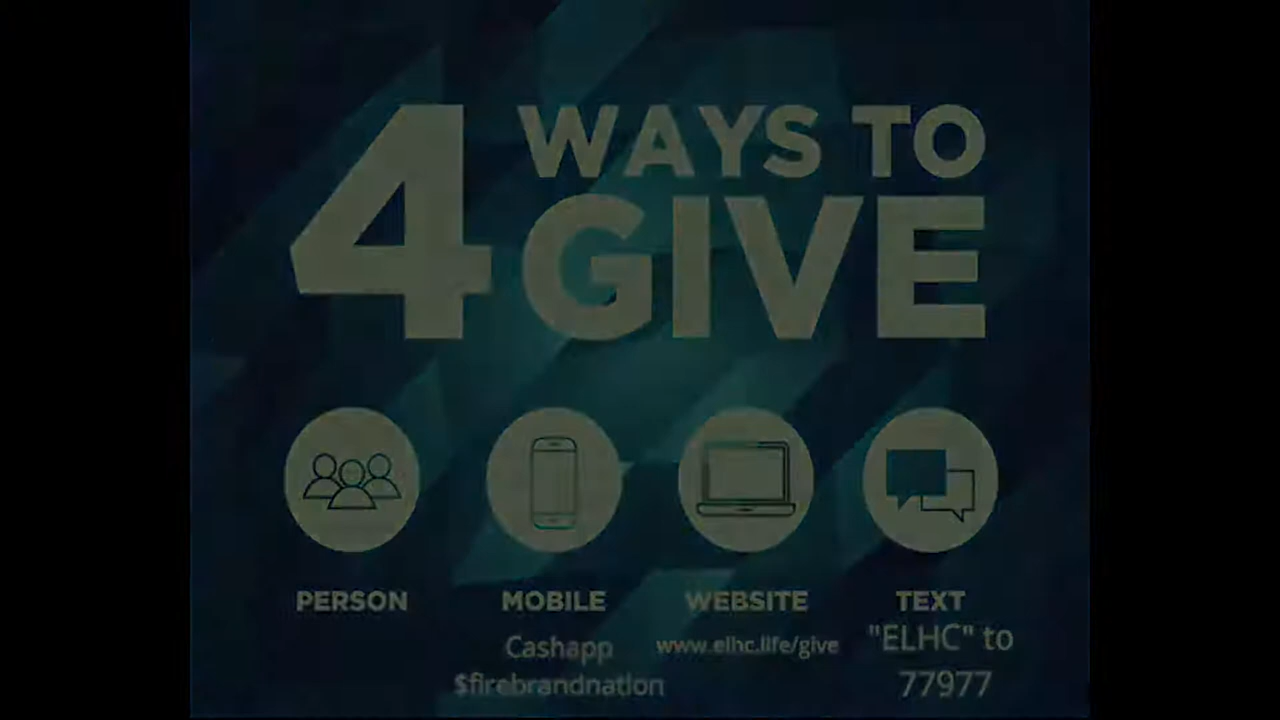 4 WAYS TO
GIVE
PERSON
MOBILE
Cashapp
$firebrandnation
WEBSITE
www.elhc.life/give
TEXT
"ELHC" to
77977